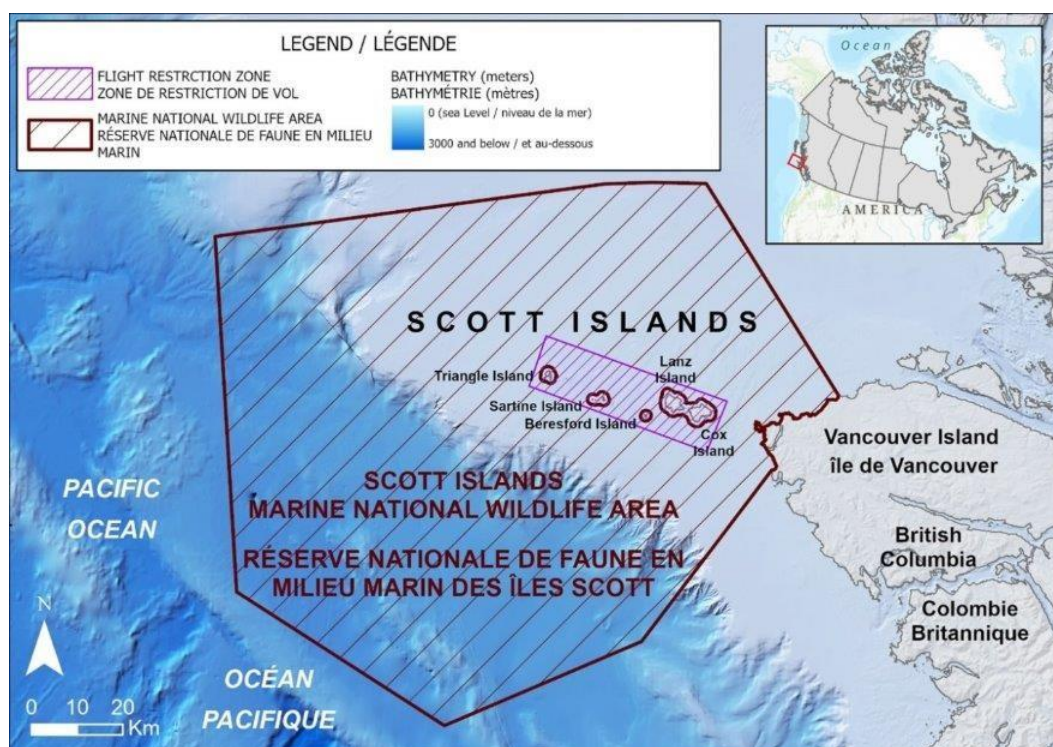 LEGEND / LÉGENDE
FLIGHT RESTRCTION ZONE
ZONE DE RESTRICTION DE VOL
MARINE NATIONAL WILDLIFE AREA
RÉSERVE NATIONALE DE FAUNE EN MILIEU
MARIN
BATHYMETRY (meters)
BATHYMÉTRIE (mètres)
0 (sea Level / niveau de la mer)
3000 and below / et au-dessous
Ocean
AMERICA
SCOTT ISLANDS
Triangle Island
Lanz
Island
Sartine Island
Beresford Island
Cox
Island
Vancouver Island
île de Vancouver
SCOTT ISLANDS
MARINE NATIONAL WILDLIFE AREA
RÉSERVE NATIONALE DE FAUNE EN
MILIEU MARIN DES ÎLES SCOTT
PACIFIC
OCEAN
British
Columbia
Colombie
Britannique
N
OCÉAN
PACIFIQUE
0 10 20
Km